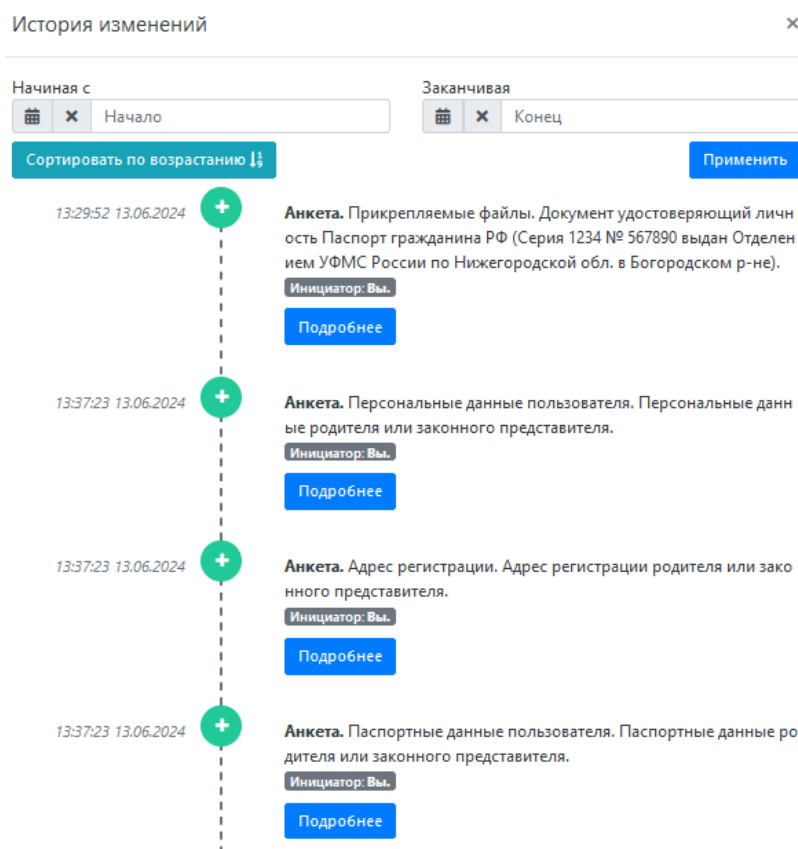 История изменений
Начиная с
Заканчивая
Начало
Конец
Сортировать по возрастанию
Применить
13:29:52 13.06.2024
Анкета. Прикрепляемые файлы. Документ удостоверяющий личн
ость Паспорт гражданина РФ (Серия 1234 № 567890 выдан Отделен
ием УФМС России по Нижегородской обл. в Богородском р-не).
Инициатор: Вы.
Подробнее
13:37:23 13.06.2024
Анкета. Персональные данные пользователя. Персональные данн
ые родителя или законного представителя.
Инициатор: Вы.
Подробнее
13:37:23 13.06.2024
Анкета. Адрес регистрации. Адрес регистрации родителя или зако
нного представителя.
Инициатор: Вы.
Подробнее
13:37:23 13.06.2024
Анкета. Паспортные данные пользователя. Паспортные данные ро
дителя или законного представителя.
Инициатор: Вы.
Подробнее